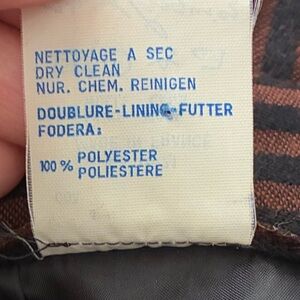 NETTOYAGE A SEC
DRY CLEAN
NUR. CHEM. REINIGEN
DOUBLURE-LINING-FUTTER
FODERA:
100% POLYESTER
POLIESTERE